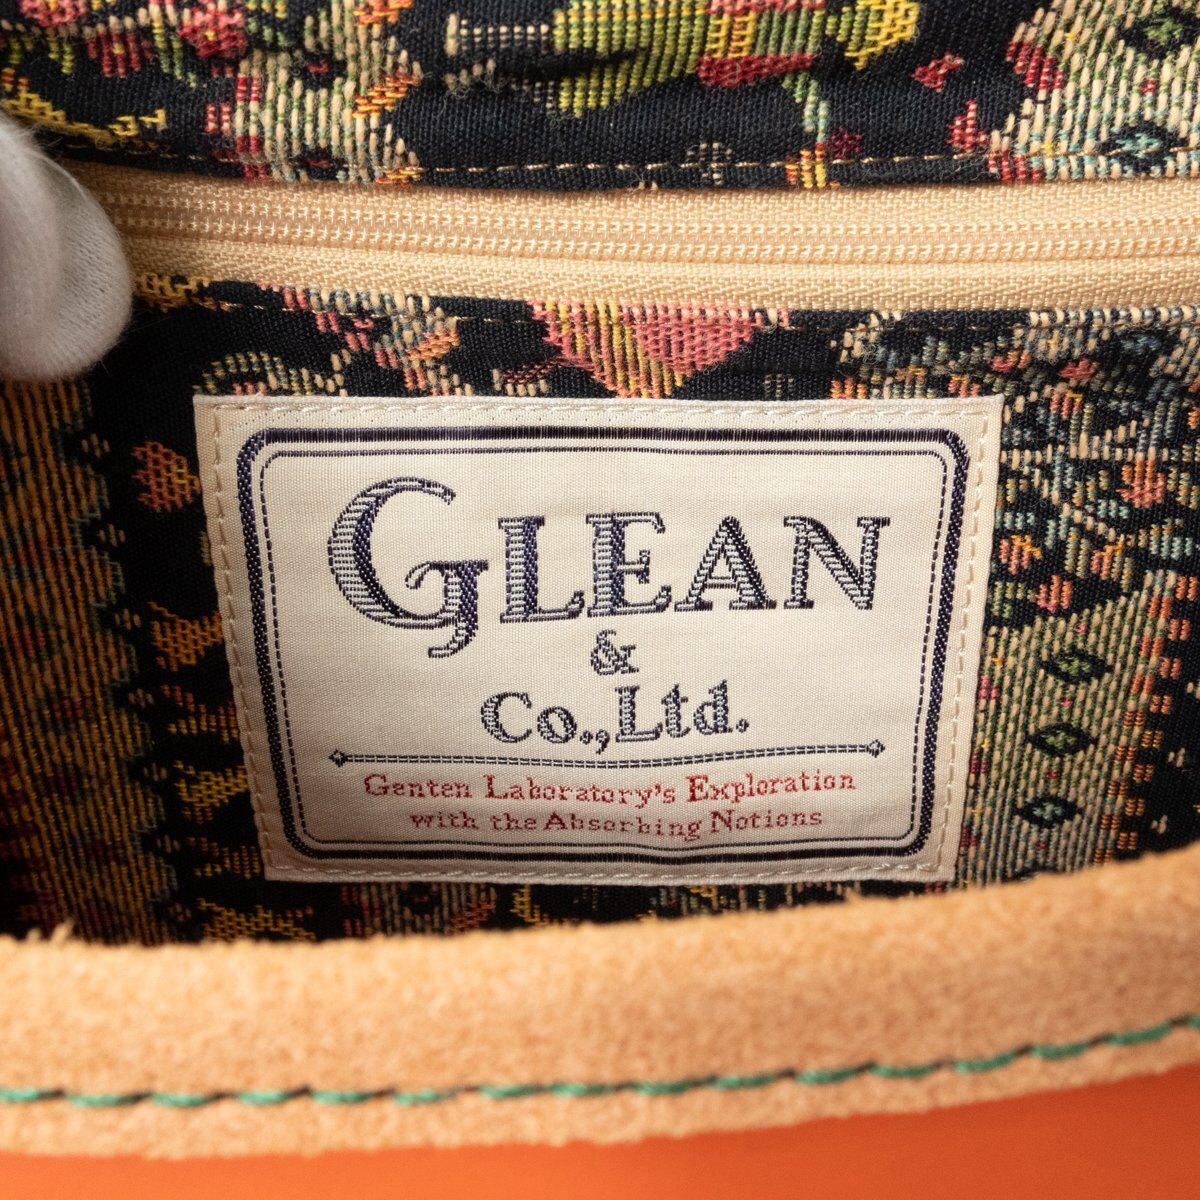 GLEAN
&
Co.,Ltd.
Genten Laboratory's Exploration
with the Absorbing Notions